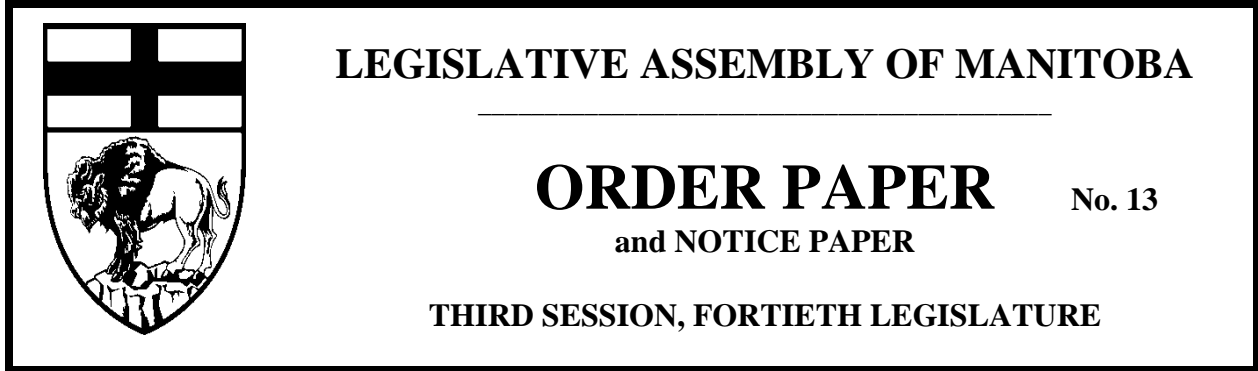 LEGISLATIVE ASSEMBLY OF MANITOBA
ORDER PAPER No. 13
and NOTICE PAPER
THIRD SESSION, FORTIETH LEGISLATURE